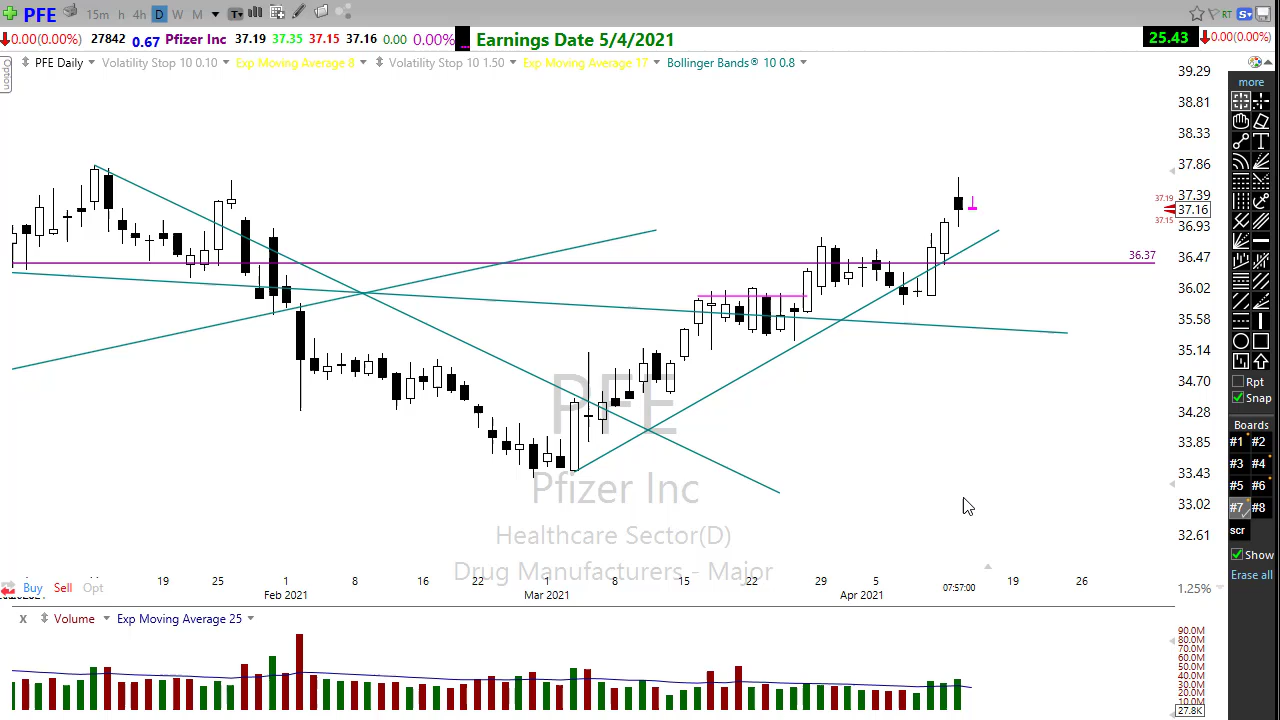 PFE 15m h 4h D W M T RT S
0.00(0.00%) 27842 0.67 Pfizer Inc 37.19 37.35 37.15 37.16 0.00 0.00% ... Earnings Date 5/4/2021 25.43 0.00(0.00%)
Option
PFE Daily Volatility Stop 10 0.10 Exp Moving Average 8 Volatility Stop 10 1.50 Exp Moving Average 17 Bollinger Bands® 10 0.8
39.29
38.81
38.33
37.86
37.39
37.19
37.16
37.15
36.93
36.37
36.47
36.02
35.58
35.14
34.70
34.28
33.85
33.43
33.02
32.61
PFE
Pfizer Inc
Healthcare Sector(D)
Drug Manufacturers - Major
19 25 1 8 16 22 1 8 15 22 29 5 19 26
Feb 2021 Mar 2021 Apr 2021 07:57:00
Buy Sell Opt
1.25%
X Volume Exp Moving Average 25
90.0M
80.0M
70.0M
60.0M
50.0M
40.0M
30.0M
20.0M
10.0M
27.8K
more
T
Rpt
Snap
Boards
#1 #2
#3 #4
#5 #6
#7 #8
scr
Show
Erase all